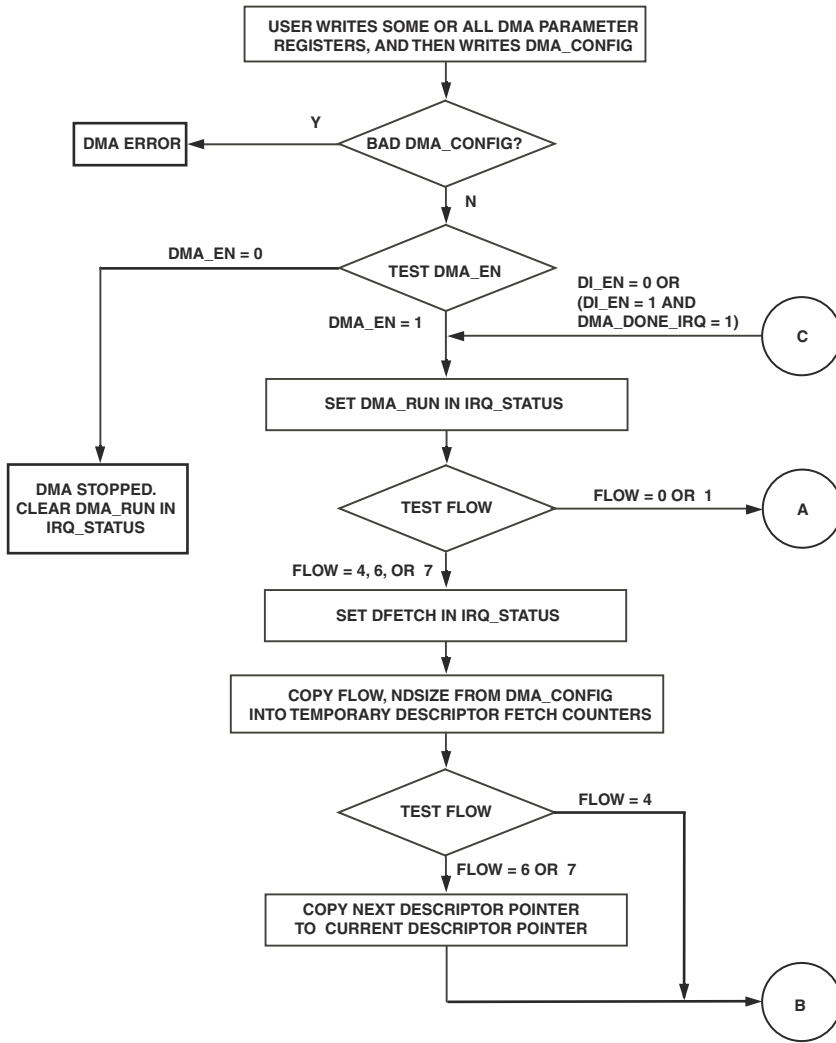 USER WRITES SOME OR ALL DMA PARAMETER
REGISTERS, AND THEN WRITES DMA_CONFIG
Y
DMA ERROR
BAD DMA_CONFIG?
N
DMA_EN = 0
TEST DMA_EN
DI_EN = 0 OR
(DI_EN = 1 AND
DMA_DONE_IRQ = 1)
DMA_EN = 1
C
SET DMA_RUN IN IRQ_STATUS
DMA STOPPED.
CLEAR DMA_RUN IN
IRQ_STATUS
TEST FLOW
FLOW = 0 OR 1
A
FLOW = 4, 6, OR 7
SET DFETCH IN IRQ_STATUS
COPY FLOW, NDSIZE FROM DMA_CONFIG
INTO TEMPORARY DESCRIPTOR FETCH COUNTERS
TEST FLOW
FLOW = 4
FLOW = 6 OR 7
COPY NEXT DESCRIPTOR POINTER
TO CURRENT DESCRIPTOR POINTER
B